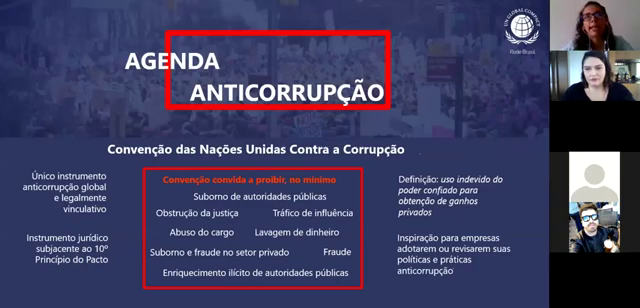 UN GLOBAL COMPACT
Rede Brasil
AGENDA
ANTICORRUPÇÃO
Convenção das Nações Unidas Contra a Corrupção
Único instrumento
anticorrupção global
e legalmente
vinculativo
Instrumento jurídico
subjacente ao 10º
Princípio do Pacto
Convenção convida a proibir, no mínimo
Suborno de autoridades públicas
Obstrução da justiça Tráfico de influência
Abuso do cargo Lavagem de dinheiro
Suborno e fraude no setor privado Fraude
Enriquecimento ilícito de autoridades públicas
Definição: uso indevido do
poder confiado para
obtenção de ganhos
privados
Inspiração para empresas
adotarem ou revisarem suas
políticas e práticas
anticorrupção